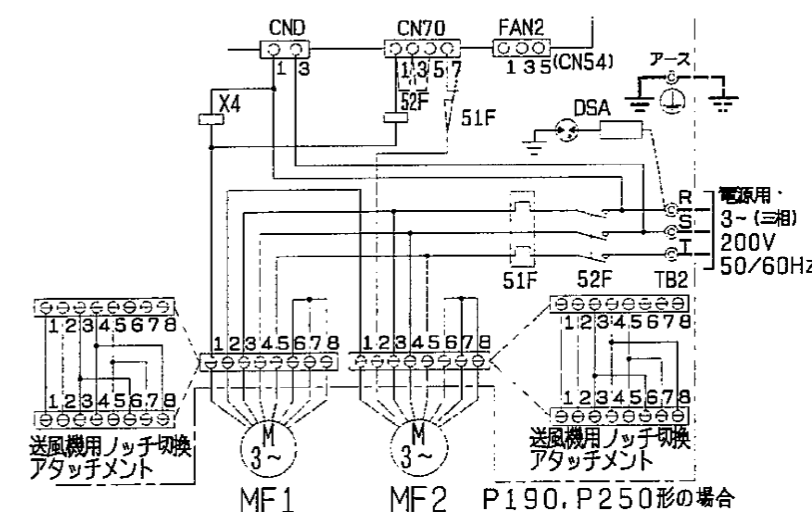 CND
CN70
FAN2
1 3
1 3 5 7
1 3 5 (CN54)
アース
X4
52F
51F
DSA
R
S
T
電源用
3~(三相)
200V
50/60Hz
51F
52F
TB2
1 2 3 4 5 6 7 8
1 2 3 4 5 6 7 8
1 2 3 4 5 6 7 8
1 2 3 4 5 6 7 8
1 2 3 4 5 6 7 8
1 2 3 4 5 6 7 8
送風機用ノッチ切換
アタッチメント
M
3~
M
3~
送風機用ノッチ切換
アタッチメント
MF1
MF2
P190,P250形の場合